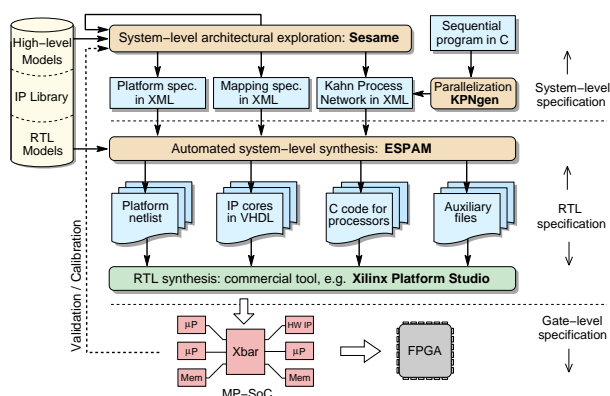 High−level
Models
IP Library
RTL
Models
System−level architectural exploration: Sesame
Sequential
program in C
Platform spec.
in XML
Mapping spec.
in XML
Kahn Process
Network in XML
Parallelization
KPNgen
System−level
specification
Automated system−level synthesis: ESPAM
Platform
netlist
IP cores
in VHDL
C code for
processors
Auxiliary
files
RTL
specification
RTL synthesis: commercial tool, e.g. Xilinx Platform Studio
Validation / Calibration
µP
µP
Mem
Xbar
HW IP
µP
Mem
MP−SoC
FPGA
Gate−level
specification